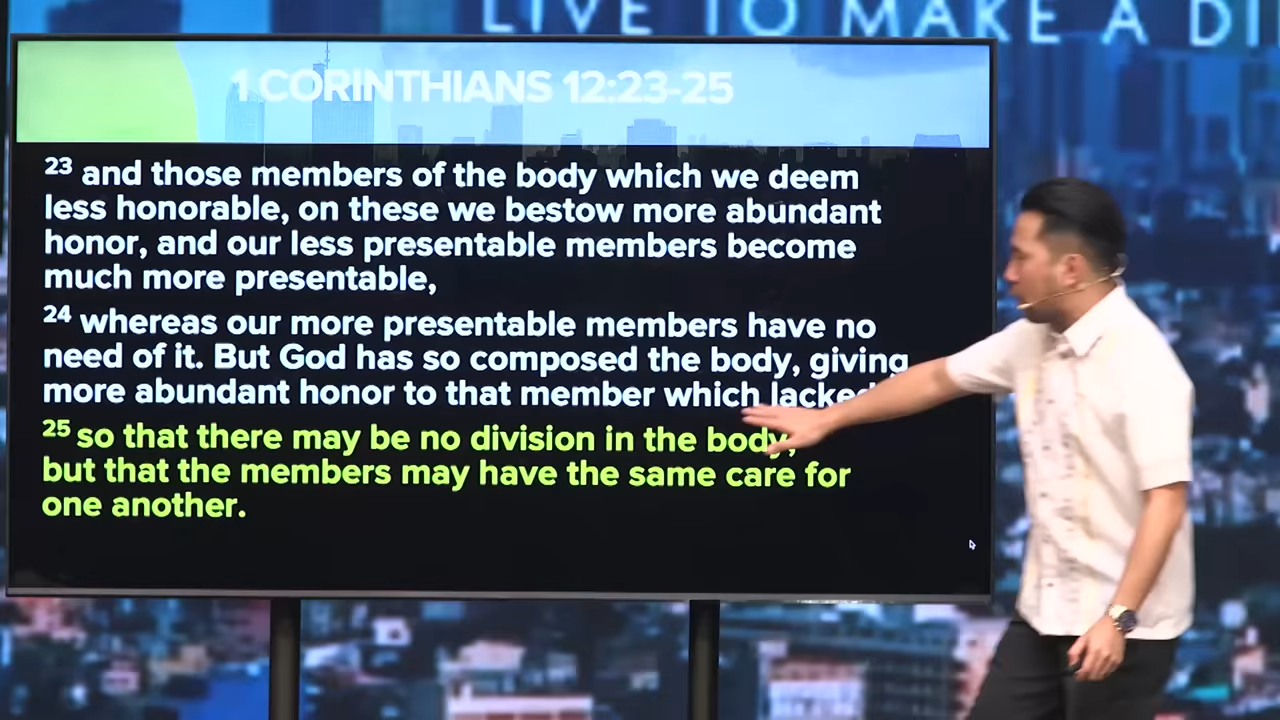 LIVE TO MAKE A DI
1 CORINTHIANS 12:23-25
23 and those members of the body which we deem
less honorable, on these we bestow more abundant
honor, and our less presentable members become
much more presentable,
24 whereas our more presentable members have no
need of it. But God has so composed the body, giving
more abundant honor to that member which lacked
25 so that there may be no division in the body,
but that the members may have the same care for
one another.